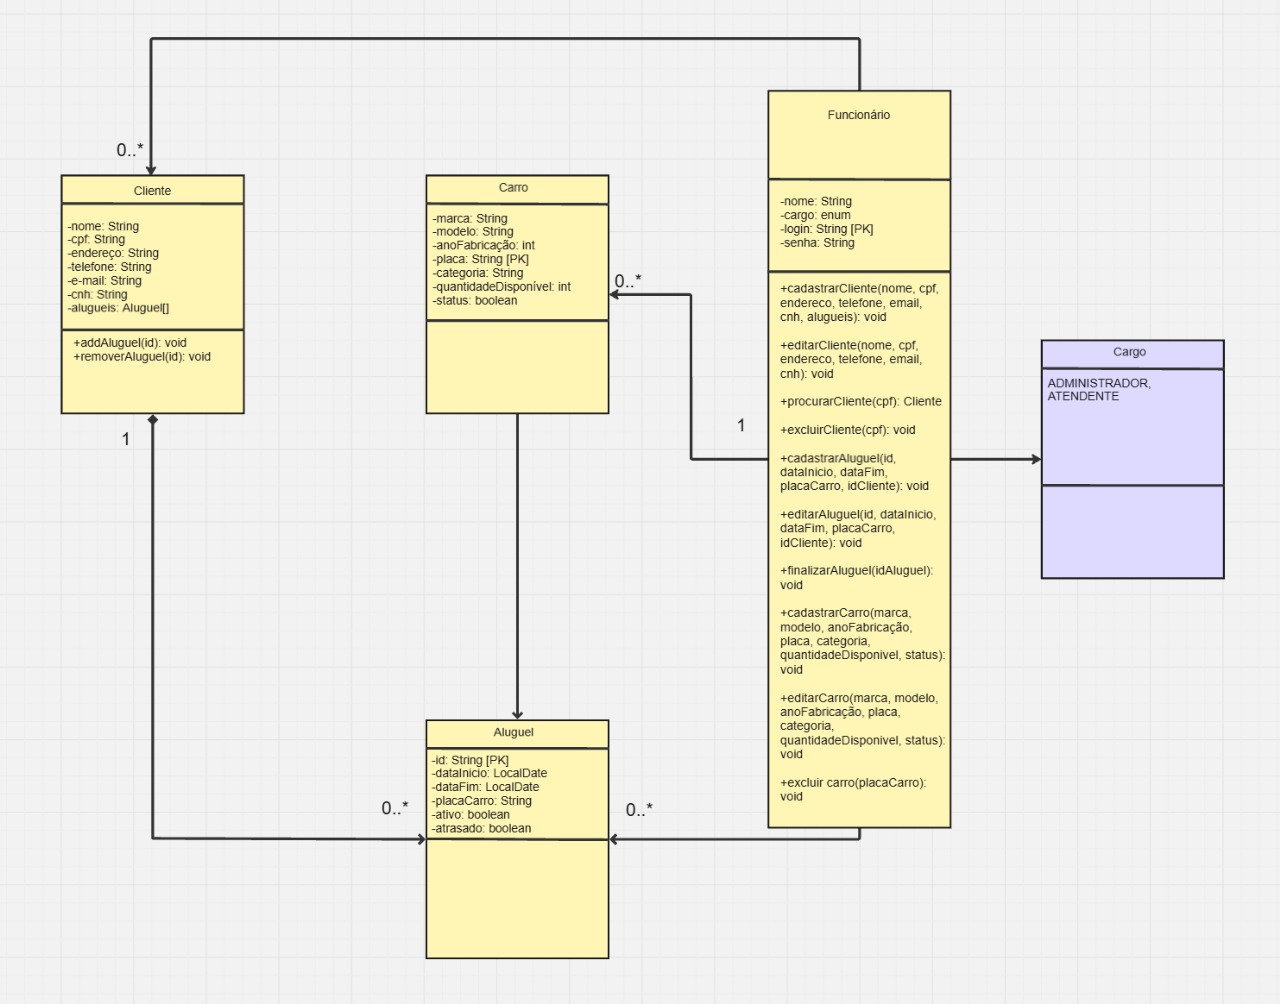 0..*
Cliente
-nome: String
-cpf: String
-endereço: String
-telefone: String
-e-mail: String
-cnh: String
-alugueis: Aluguel[]
+addAluguel(id): void
+removerAluguel(id): void
1
Carro
-marca: String
-modelo: String
-anoFabricação: int
-placa: String [PK]
-categoria: String
-quantidadeDisponível: int
-status: boolean
0..*
1
Funcionário
-nome: String
-cargo: enum
-login: String [PK]
-senha: String
+cadastrarCliente(nome, cpf,
endereco, telefone, email,
cnh, alugueis): void
+editarCliente(nome, cpf,
endereco, telefone, email,
cnh): void
+procurarCliente(cpf): Cliente
+excluirCliente(cpf): void
+cadastrarAluguel(id,
dataInicio, dataFim,
placaCarro, idCliente): void
+editarAluguel(id, dataInicio,
dataFim, placaCarro,
idCliente): void
+finalizarAluguel(idAluguel):
void
+cadastrarCarro(marca,
modelo, anoFabricação,
placa, categoria,
quantidadeDisponivel, status):
void
+editarCarro(marca, modelo,
anoFabricação, placa,
categoria,
quantidadeDisponivel, status):
void
+excluir carro(placaCarro):
void
Cargo
ADMINISTRADOR,
ATENDENTE
Aluguel
-id: String [PK]
-dataInicio: LocalDate
-dataFim: LocalDate
-placaCarro: String
-ativo: boolean
-atrasado: boolean
0..*
0..*